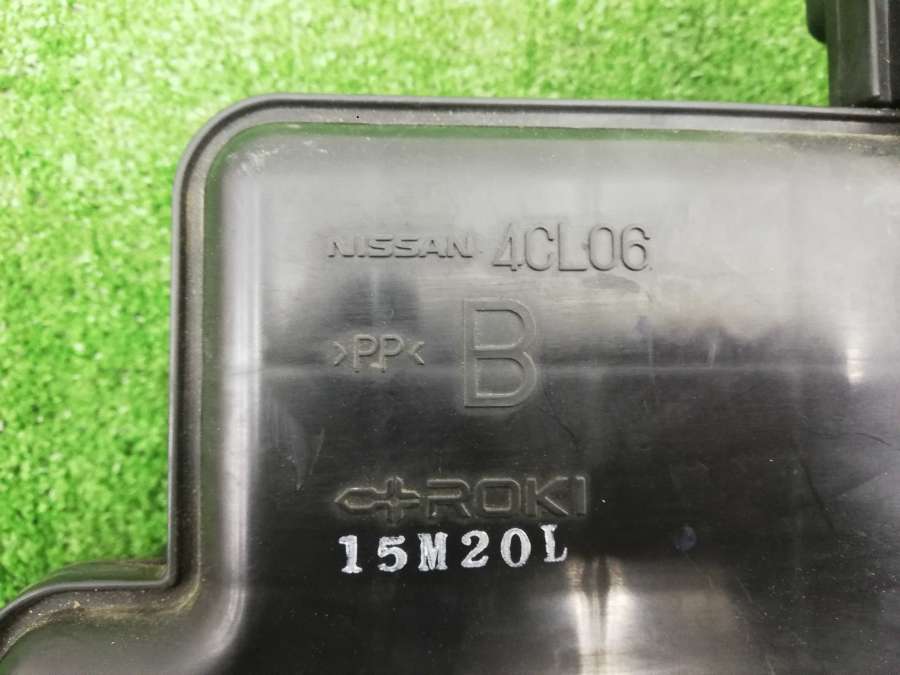 NISSAN 4CL06
>PP< B
ROKI
15M20L